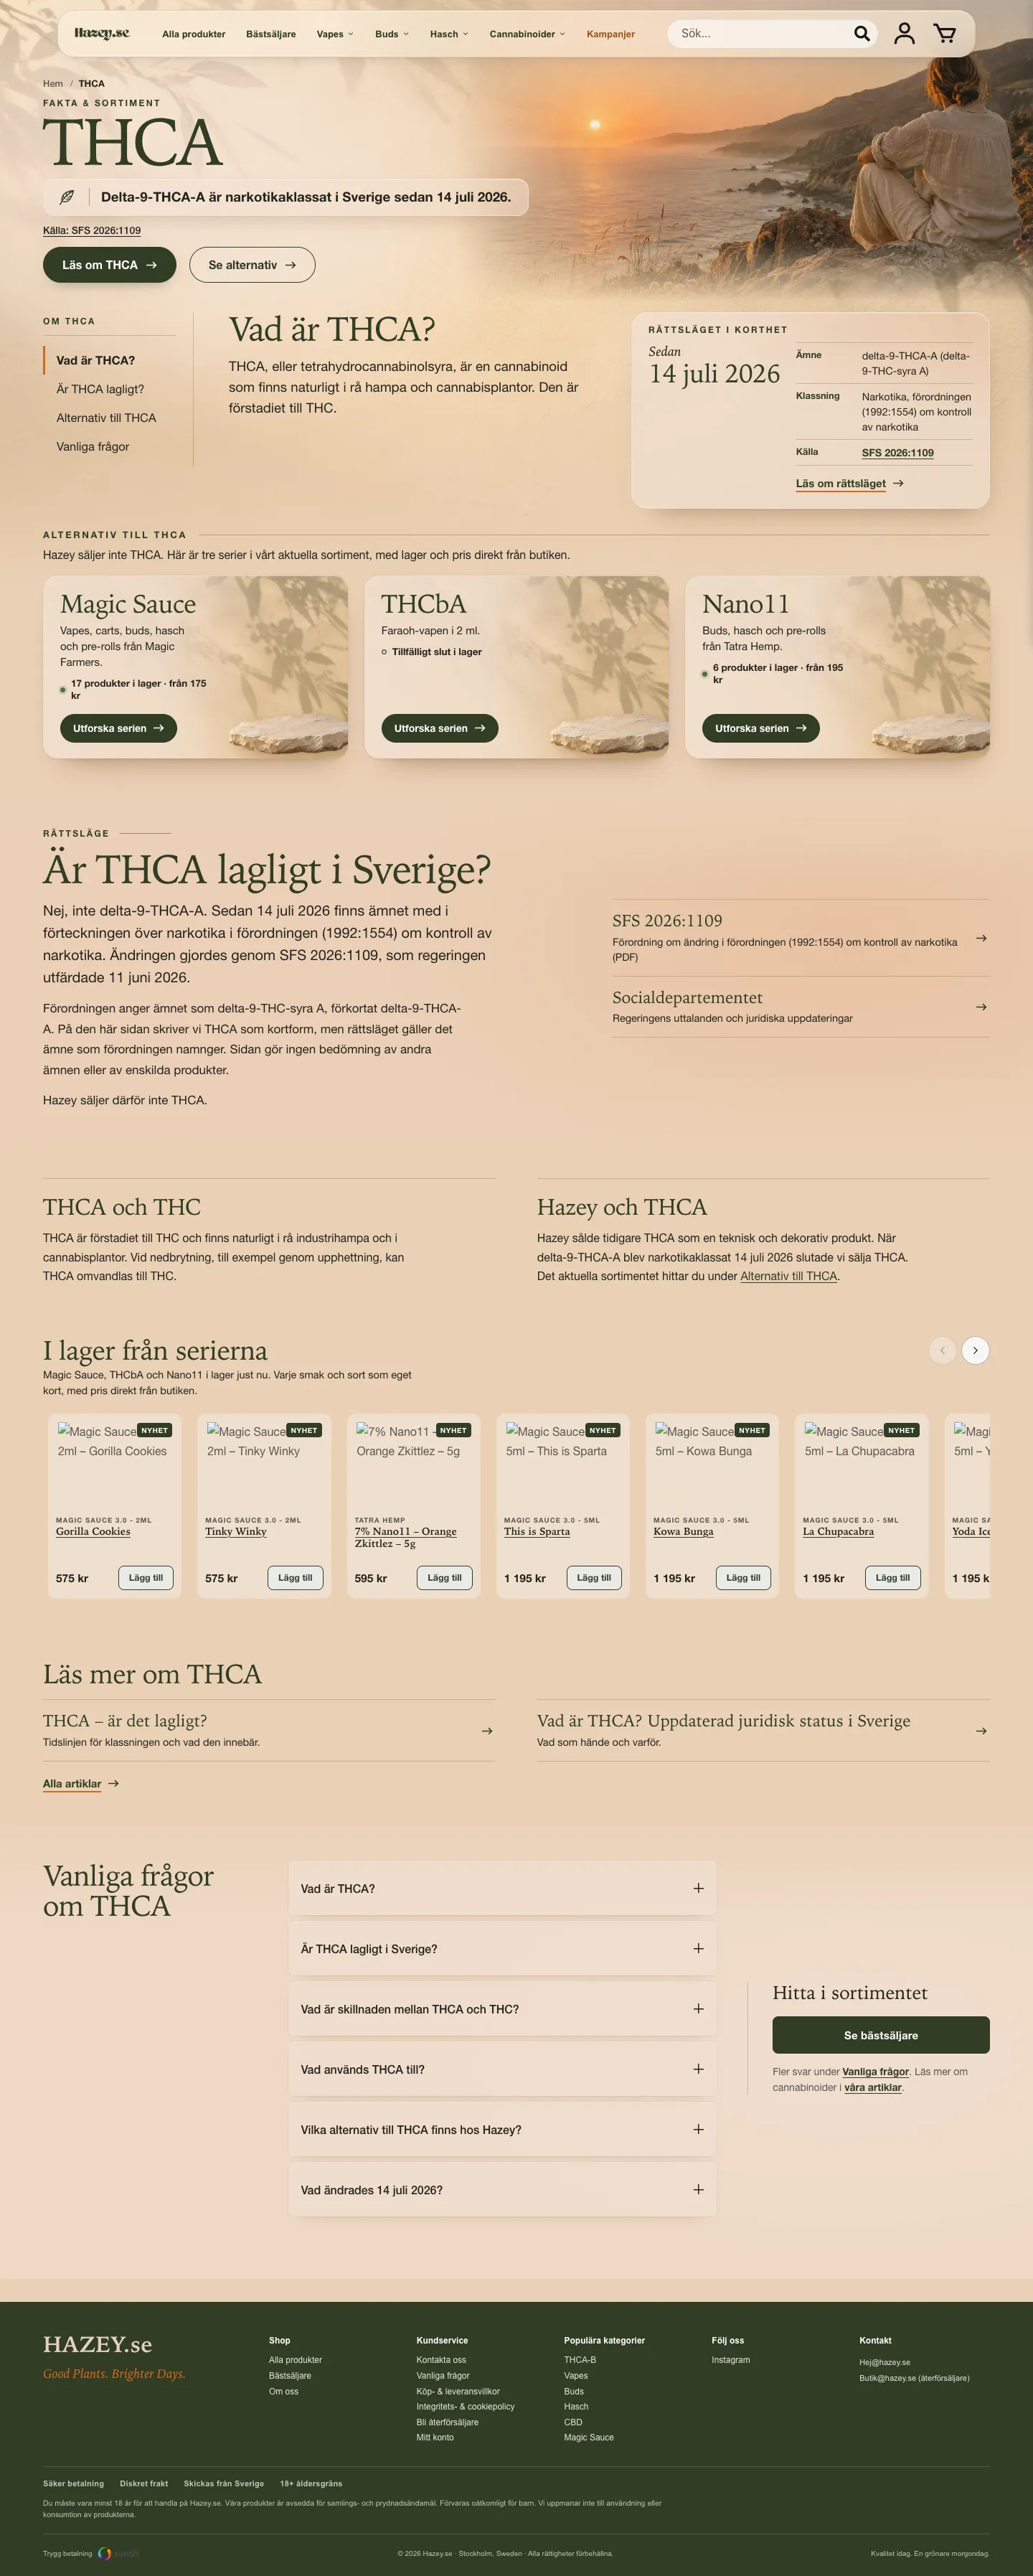 Hazey.se
Alla produkter
Bästsäljare
Vapes
Buds
Hasch
Cannabinoider
Kampanjer
Sök...
Hem / THCA
FAKTA & SORTIMENT
THCA
Delta-9-THCA-A är narkotikaklassat i Sverige sedan 14 juli 2026.
Källa: SFS 2026:1109
Läs om THCA
Se alternativ
OM THCA
Vad är THCA?
Är THCA lagligt?
Alternativ till THCA
Vanliga frågor
Vad är THCA?
THCA, eller tetrahydrocannabinolsyra, är en cannabinoid
som finns naturligt i rå hampa och cannabisplantor. Den är
förstadiet till THC.
RÄTTSLÄGET I KORTHET
Sedan
14 juli 2026
Ämne
delta-9-THCA-A (delta-
9-THC-syra A)
Klassning
Narkotika, förordningen
(1992:1554) om kontroll
av narkotika
Källa
SFS 2026:1109
Läs om rättsläget
ALTERNATIV TILL THCA
Hazey säljer inte THCA. Här är tre serier i vårt aktuella sortiment, med lager och pris direkt från butiken.
Magic Sauce
Vapes, carts, buds, hasch
och pre-rolls från Magic
Farmers.
17 produkter i lager · från 175
kr
Utforska serien
THCbA
Faraoh-vapen i 2 ml.
Tillfälligt slut i lager
Utforska serien
Nano11
Buds, hasch och pre-rolls
från Tatra Hemp.
6 produkter i lager · från 195
kr
Utforska serien
RÄTTSLÄGE
Är THCA lagligt i Sverige?
Nej, inte delta-9-THCA-A. Sedan 14 juli 2026 finns ämnet med i
förteckningen över narkotika i förordningen (1992:1554) om kontroll av
narkotika. Ändringen gjordes genom SFS 2026:1109, som regeringen
utfärdade 11 juni 2026.
Förordningen anger ämnet som delta-9-THC-syra A, förkortat delta-9-THCA-
A. På den här sidan skriver vi THCA som kortform, men rättsläget gäller det
ämne som förordningen namnger. Sidan gör ingen bedömning av andra
ämnen eller av enskilda produkter.
Hazey säljer därför inte THCA.
SFS 2026:1109
Förordning om ändring i förordningen (1992:1554) om kontroll av narkotika
(PDF)
Socialdepartementet
Regeringens uttalanden och juridiska uppdateringar
THCA och THC
THCA är förstadiet till THC och finns naturligt i rå industrihampa och i
cannabisplantor. Vid nedbrytning, till exempel genom upphettning, kan
THCA omvandlas till THC.
Hazey och THCA
Hazey sålde tidigare THCA som en teknisk och dekorativ produkt. När
delta-9-THCA-A blev narkotikaklassat 14 juli 2026 slutade vi sälja THCA.
Det aktuella sortimentet hittar du under Alternativ till THCA.
I lager från serierna
Magic Sauce, THCbA och Nano11 i lager just nu. Varje smak och sort som eget
kort, med pris direkt från butiken.
Magic Sauce
2ml – Gorilla Cookies
NYHET
MAGIC SAUCE 3.0 - 2ML
Gorilla Cookies
575 kr
Lägg till
Magic Sauce
2ml – Tinky Winky
NYHET
MAGIC SAUCE 3.0 - 2ML
Tinky Winky
575 kr
Lägg till
7% Nano11 -
Orange Zkittlez – 5g
NYHET
TATRA HEMP
7% Nano11 – Orange
Zkittlez – 5g
595 kr
Lägg till
Magic Sauce
5ml – This is Sparta
NYHET
MAGIC SAUCE 3.0 - 5ML
This is Sparta
1 195 kr
Lägg till
Magic Sauce
5ml – Kowa Bunga
NYHET
MAGIC SAUCE 3.0 - 5ML
Kowa Bunga
1 195 kr
Lägg till
Magic Sauce
5ml – La Chupacabra
NYHET
MAGIC SAUCE 3.0 - 5ML
La Chupacabra
1 195 kr
Lägg till
5ml –
Yoda Ice
1 195 k
Läs mer om THCA
THCA – är det lagligt?
Tidslinjen för klassningen och vad den innebär.
Vad är THCA? Uppdaterad juridisk status i Sverige
Vad som hände och varför.
Alla artiklar
Vanliga frågor
om THCA
Vad är THCA?
Är THCA lagligt i Sverige?
Vad är skillnaden mellan THCA och THC?
Vad används THCA till?
Vilka alternativ till THCA finns hos Hazey?
Vad ändrades 14 juli 2026?
Hitta i sortimentet
Se bästsäljare
Fler svar under Vanliga frågor. Läs mer om
cannabinoider i våra artiklar.
HAZEY.se
Good Plants. Brighter Days.
Shop
Alla produkter
Bästsäljare
Om oss
Kundservice
Kontakta oss
Vanliga frågor
Köp- & leveransvillkor
Integritets- & cookiepolicy
Bli återförsäljare
Mitt konto
Populära kategorier
THCA-B
Vapes
Buds
Hasch
CBD
Magic Sauce
Följ oss
Instagram
Kontakt
Hej@hazey.se
Butik@hazey.se (återförsäljare)
Säker betalning
Diskret frakt
Skickas från Sverige
18+ åldersgräns
Du måste vara minst 18 år för att handla på Hazey.se. Våra produkter är avsedda för samlings- och prydnadsändamål. Förvaras oåtkomligt för barn. Vi uppmanar inte till användning eller
konsumtion av produkterna.
Trygg betalning
© 2026 Hazey.se · Stockholm, Sweden · Alla rättigheter förbehållna.
Kvalitet idag. En grönare morgondag.